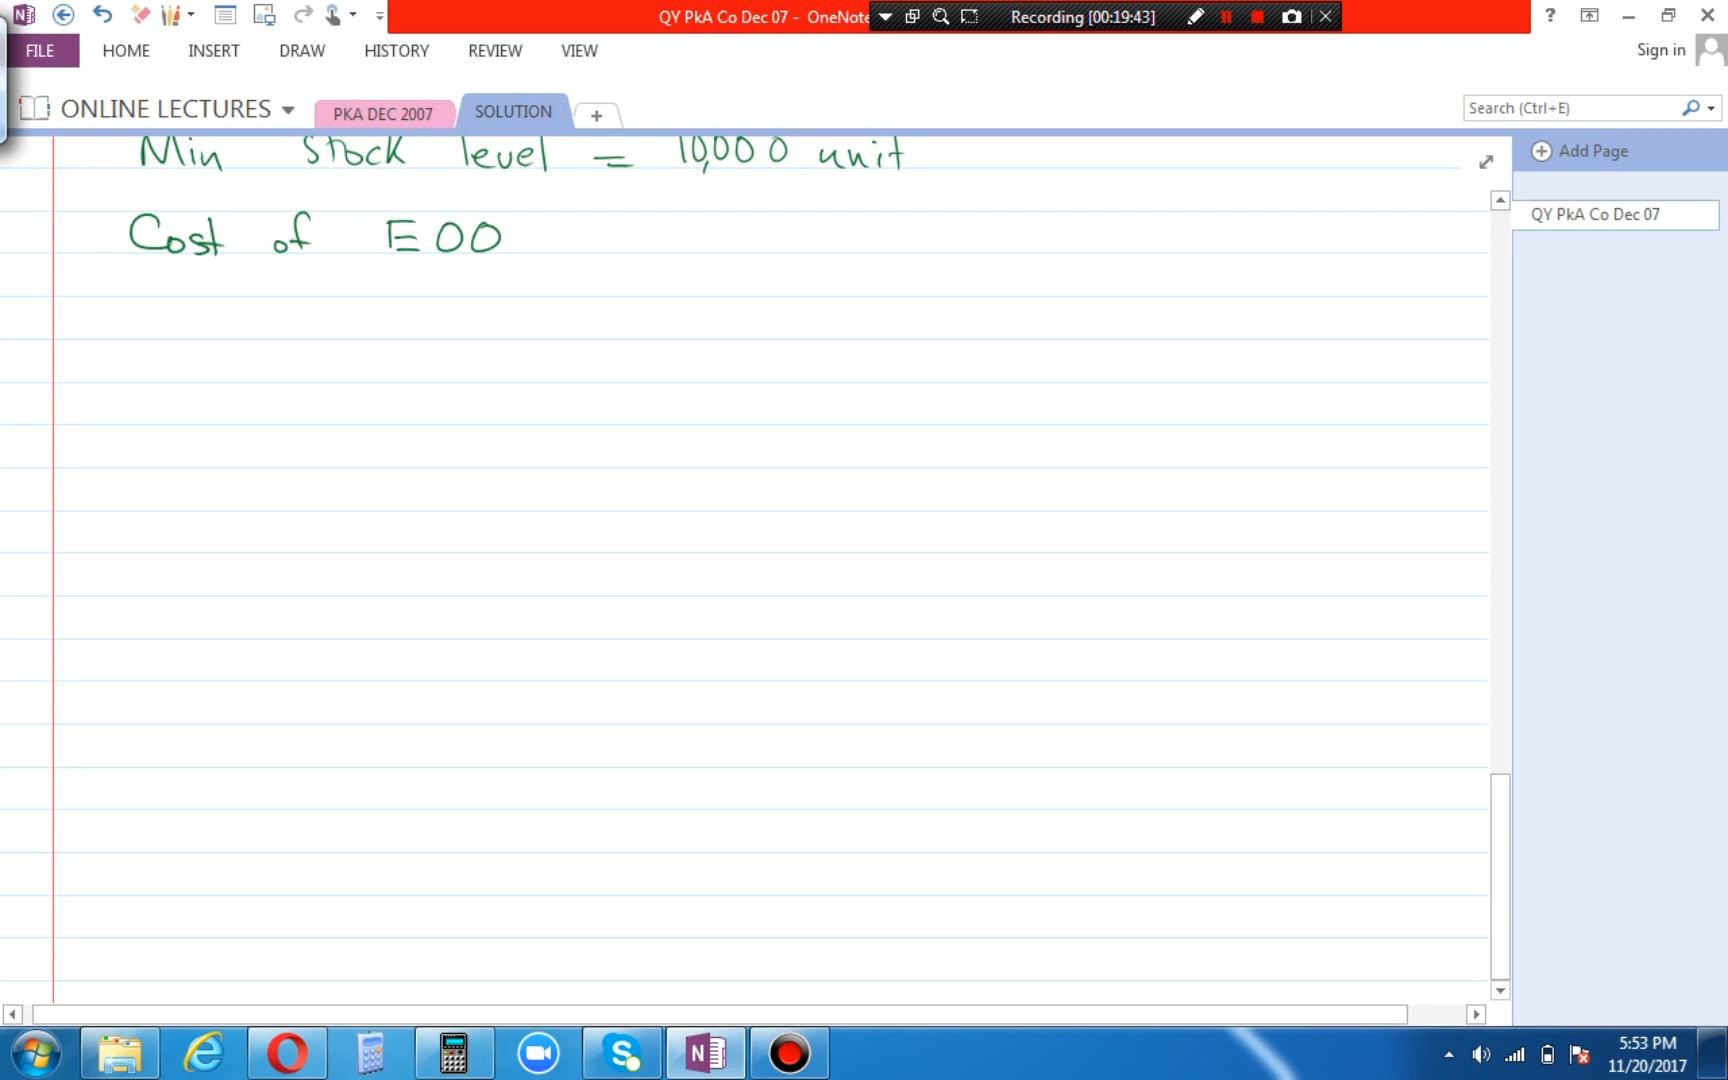 QY PkA Co Dec 07 - OneNote
Recording [00:19:43]
?
FILE
HOME
INSERT
DRAW
HISTORY
REVIEW
VIEW
Sign in
ONLINE LECTURES
PKA DEC 2007
SOLUTION
Search (Ctrl+E)
Min Stock level = 10,000 unit
Add Page
Cost of EOO
QY PkA Co Dec 07
5:53 PM
11/20/2017